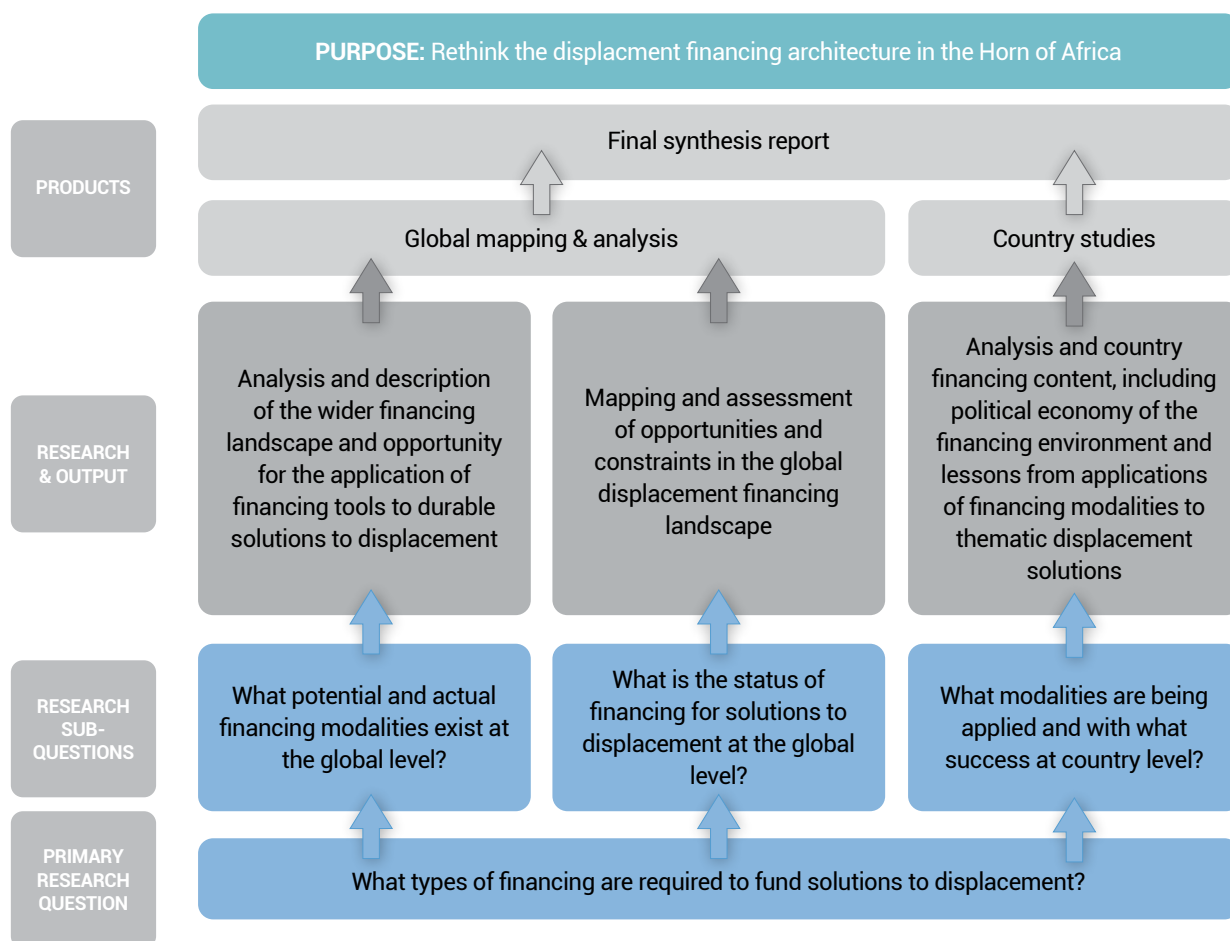 PURPOSE: Rethink the displacment financing architecture in the Horn of Africa
PRODUCTS
Final synthesis report
Global mapping & analysis
Country studies
RESEARCH
& OUTPUT
Analysis and description
of the wider financing
landscape and opportunity
for the application of
financing tools to durable
solutions to displacement
Mapping and assessment
of opportunities and
constraints in the global
displacement financing
landscape
Analysis and country
financing content, including
political economy of the
financing environment and
lessons from applications
of financing modalities to
thematic displacement
solutions
RESEARCH
SUB-
QUESTIONS
What potential and actual
financing modalities exist at
the global level?
What is the status of
financing for solutions to
displacement at the global
level?
What modalities are being
applied and with what
success at country level?
PRIMARY
RESEARCH
QUESTION
What types of financing are required to fund solutions to displacement?